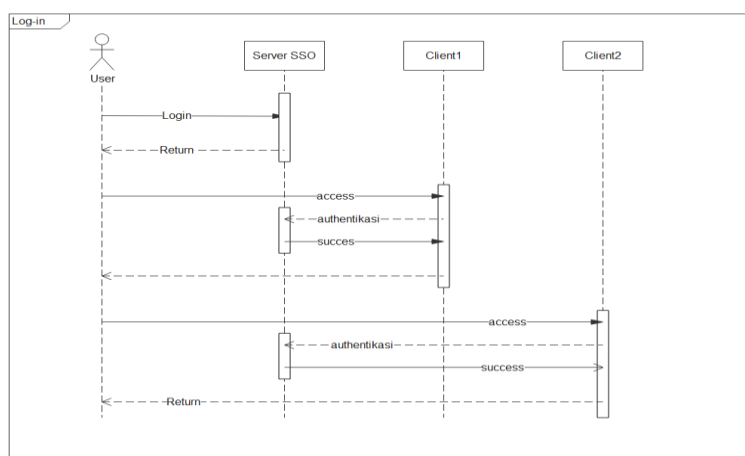 Log-in
Server SSO
Client1
Client2
User
Login
Return
access
authentikasi
succes
access
authentikasi
success
Return